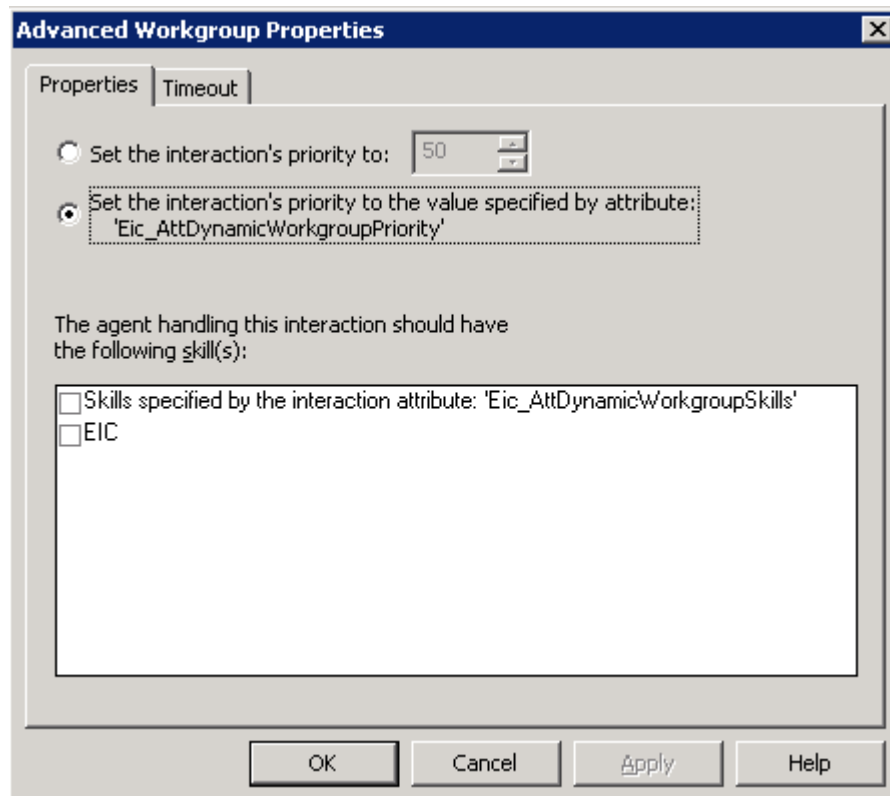 Advanced Workgroup Properties
Properties
Timeout
Set the interaction's priority to:
50
Set the interaction's priority to the value specified by attribute:
'Eic_AttDynamicWorkgroupPriority'
The agent handling this interaction should have
the following skill(s):
Skills specified by the interaction attribute: 'Eic_AttDynamicWorkgroupSkills'
EIC
OK
Cancel
Apply
Help